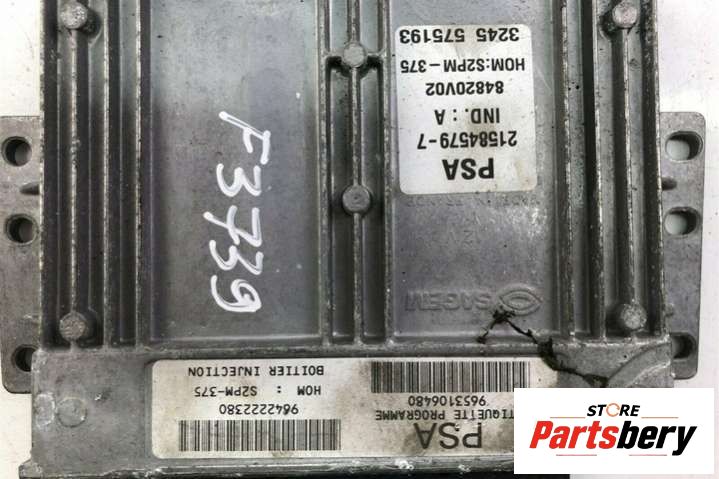 PSA
21584579-7
IND.: A
84820V02
HOM:S2PM-375
3245 575193
F3739
SAGEM
PSA
TIQUETTE PROGRAMME
9653106480
9642222380
HOM : S2PM-375
BOITIER INJECTION
STORE
Partsbery